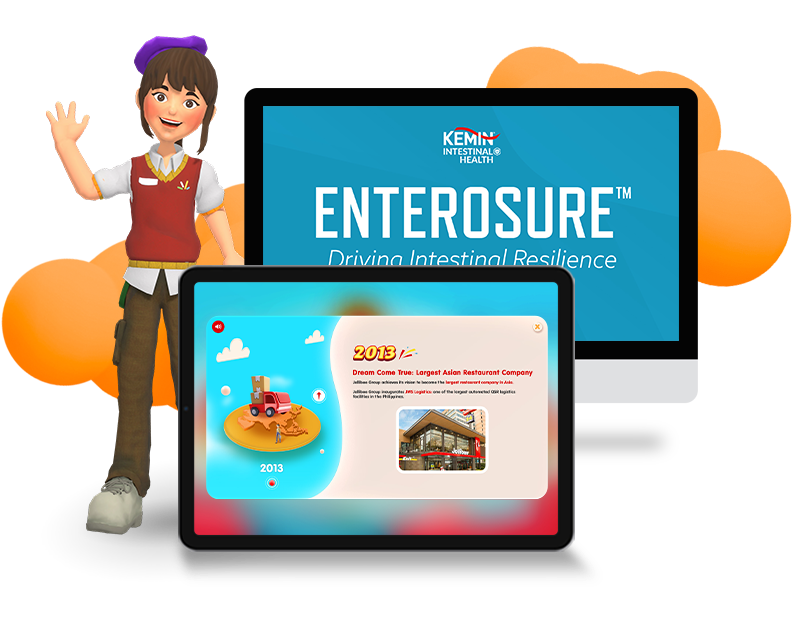 KEMIN
INTESTINAL
HEALTH
ENTEROSURE™
Driving Intestinal Resilience
2013
Dream Come True: Largest Asian Restaurant Company
Jollibee Group achieves its vision to become the largest restaurant company in Asia.
Jollibee Group inaugurates JWS Logistics: one of the largest automated QSR logistics
facilities in the Philippines.
Jollibee
2013